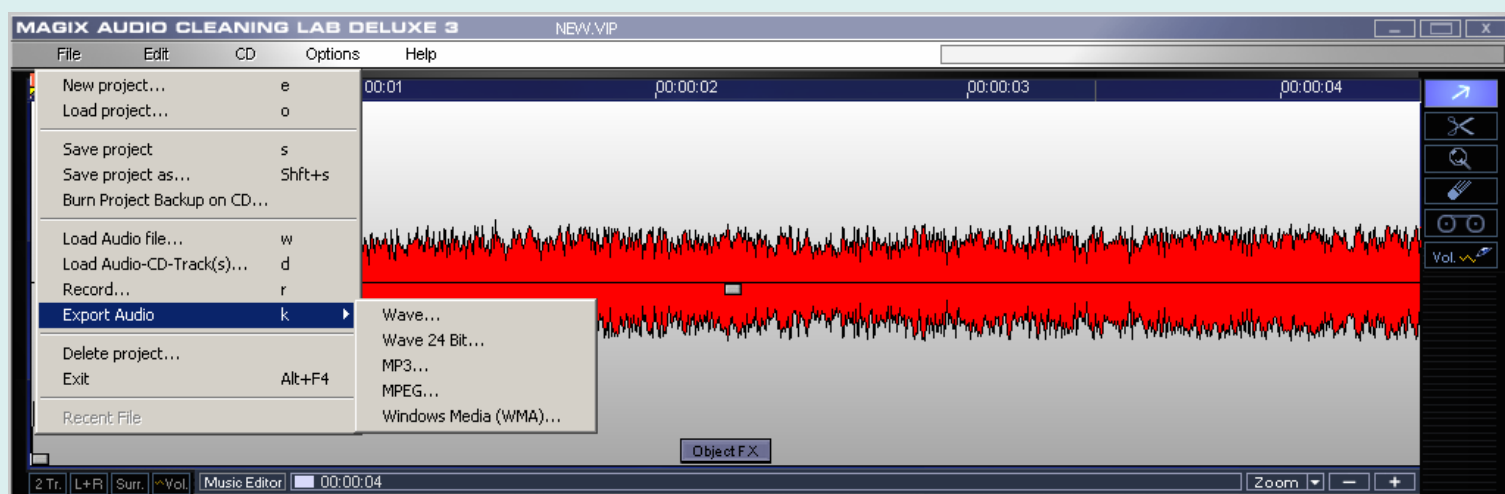 MAGIX AUDIO CLEANING LAB DELUXE 3 NEW.VIP
File Edit CD Options Help
00:01 00:00:02 00:00:03 00:00:04
New project... e
Load project... o
Save project s
Save project as... Shft+s
Burn Project Backup on CD...
Load Audio file... w
Load Audio-CD-Track(s)... d
Record... r
Export Audio k
Wave...
Wave 24 Bit...
MP3...
MPEG...
Windows Media (WMA)...
Delete project...
Exit Alt+F4
Recent File
Vol.
Object FX
2 Tr. L+R Surr. Vol. Music Editor 00:00:04 Zoom